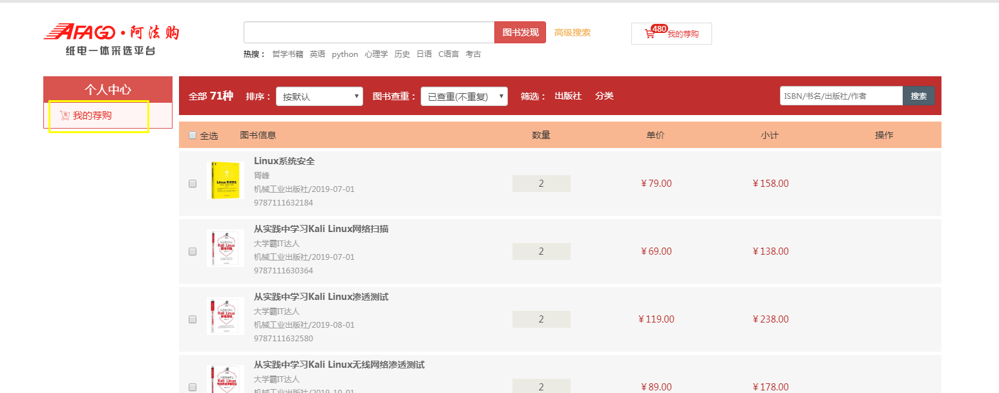 AFAGO·阿法购
纸电一体采选平台
图书发现 高级搜索
480 我的荐购
热搜： 哲学书籍 英语 python 心理学 历史 日语 C语言 考古
个人中心
我的荐购
全部 71种 排序： 按默认 图书查重： 已查重(不重复) 筛选： 出版社 分类 ISBN/书名/出版社/作者 搜索
全选 图书信息 数量 单价 小计 操作
Linux系统安全
胥峰
机械工业出版社/2019-07-01
9787111632184
2 ￥79.00 ￥158.00
从实践中学习Kali Linux网络扫描
大学霸IT达人
机械工业出版社/2019-07-01
9787111630364
2 ￥69.00 ￥138.00
从实践中学习Kali Linux渗透测试
大学霸IT达人
机械工业出版社/2019-08-01
9787111632580
2 ￥119.00 ￥238.00
从实践中学习Kali Linux无线网络渗透测试
大学霸IT达人
机械工业出版社/2019-10-01
2 ￥89.00 ￥178.00